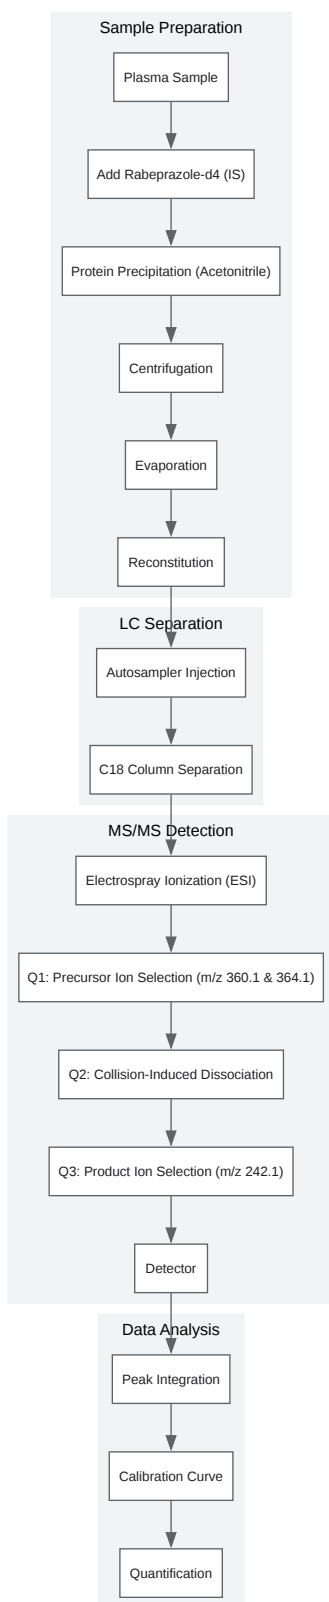 Sample Preparation
Plasma Sample
Add Rabeprazole-d4 (IS)
Protein Precipitation (Acetonitrile)
Centrifugation
Evaporation
Reconstitution
LC Separation
Autosampler Injection
C18 Column Separation
MS/MS Detection
Electrospray Ionization (ESI)
Q1: Precursor Ion Selection (m/z 360.1 & 364.1)
Q2: Collision-Induced Dissociation
Q3: Product Ion Selection (m/z 242.1)
Detector
Data Analysis
Peak Integration
Calibration Curve
Quantification